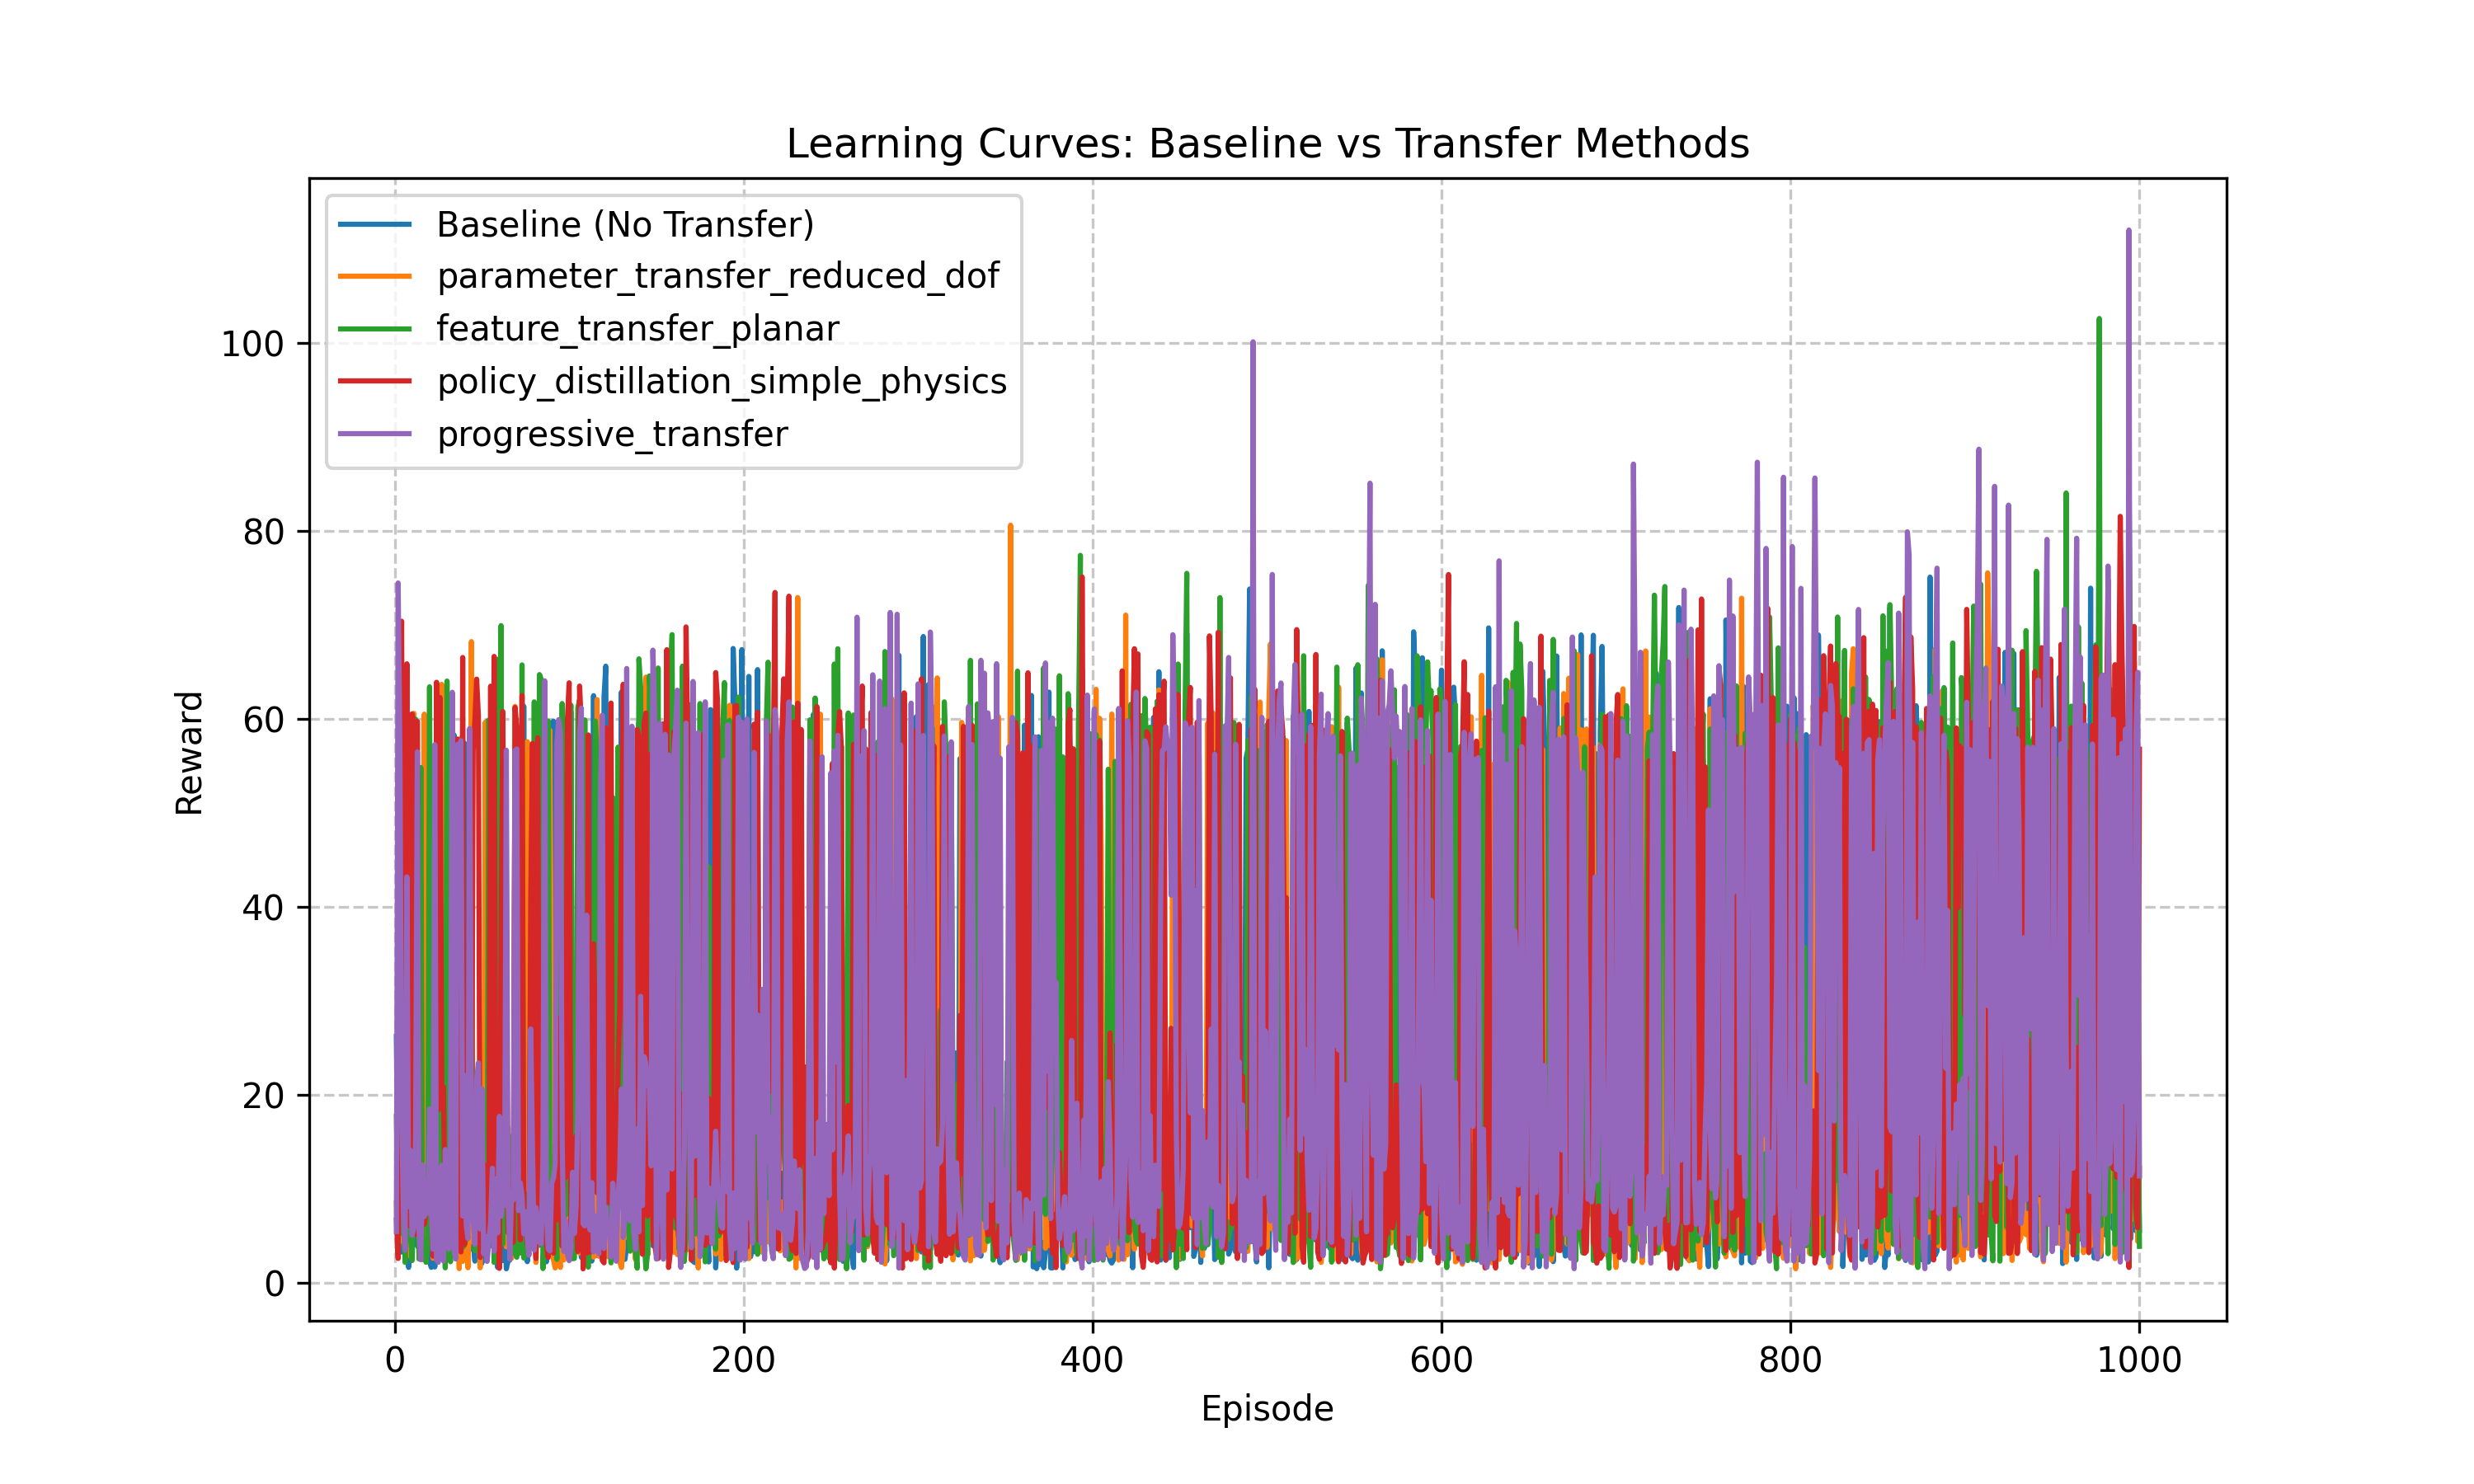 Learning Curves: Baseline vs Transfer Methods
Baseline (No Transfer)
parameter_transfer_reduced_dof
feature_transfer_planar
policy_distillation_simple_physics
progressive_transfer
100
80
60
40
20
0
Reward
0 200 400 600 800 1000
Episode